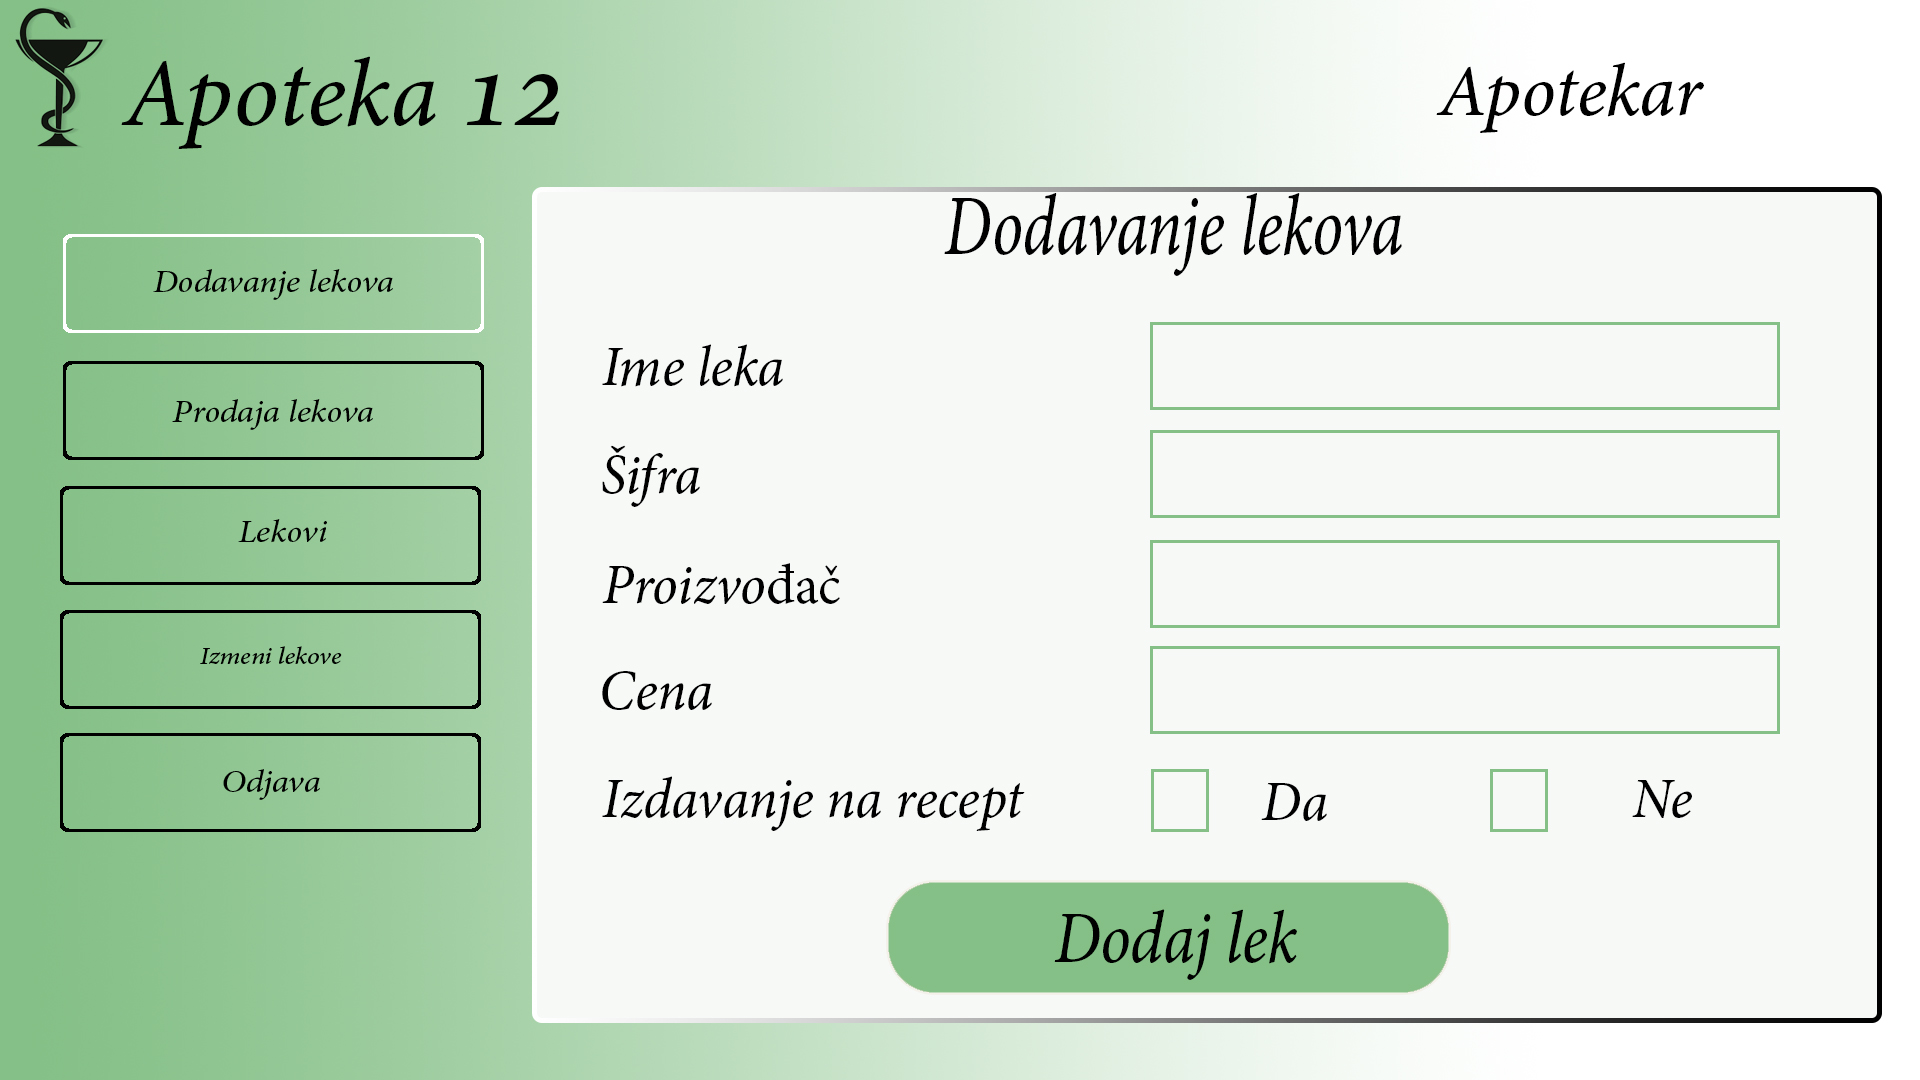 Apoteka 12
Apotekar
Dodavanje lekova
Prodaja lekova
Lekovi
Izmeni lekove
Odjava
Dodavanje lekova
Ime leka
Šifra
Proizvođač
Cena
Izdavanje na recept
Da
Ne
Dodaj lek